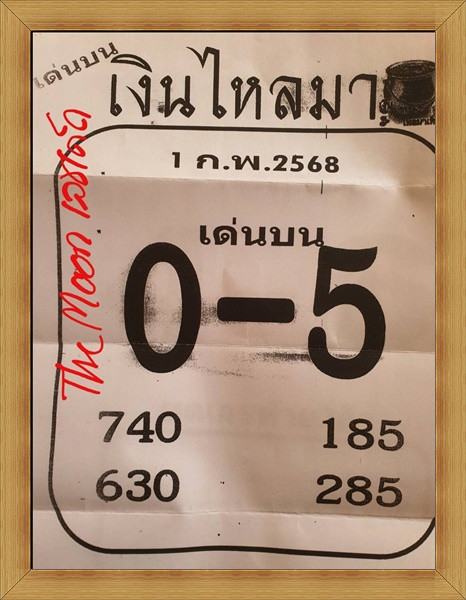 เด่นบน
เงินไหลมา
1 ก.พ.2568
เด่นบน
0-5
740 185
630 285
The Moon